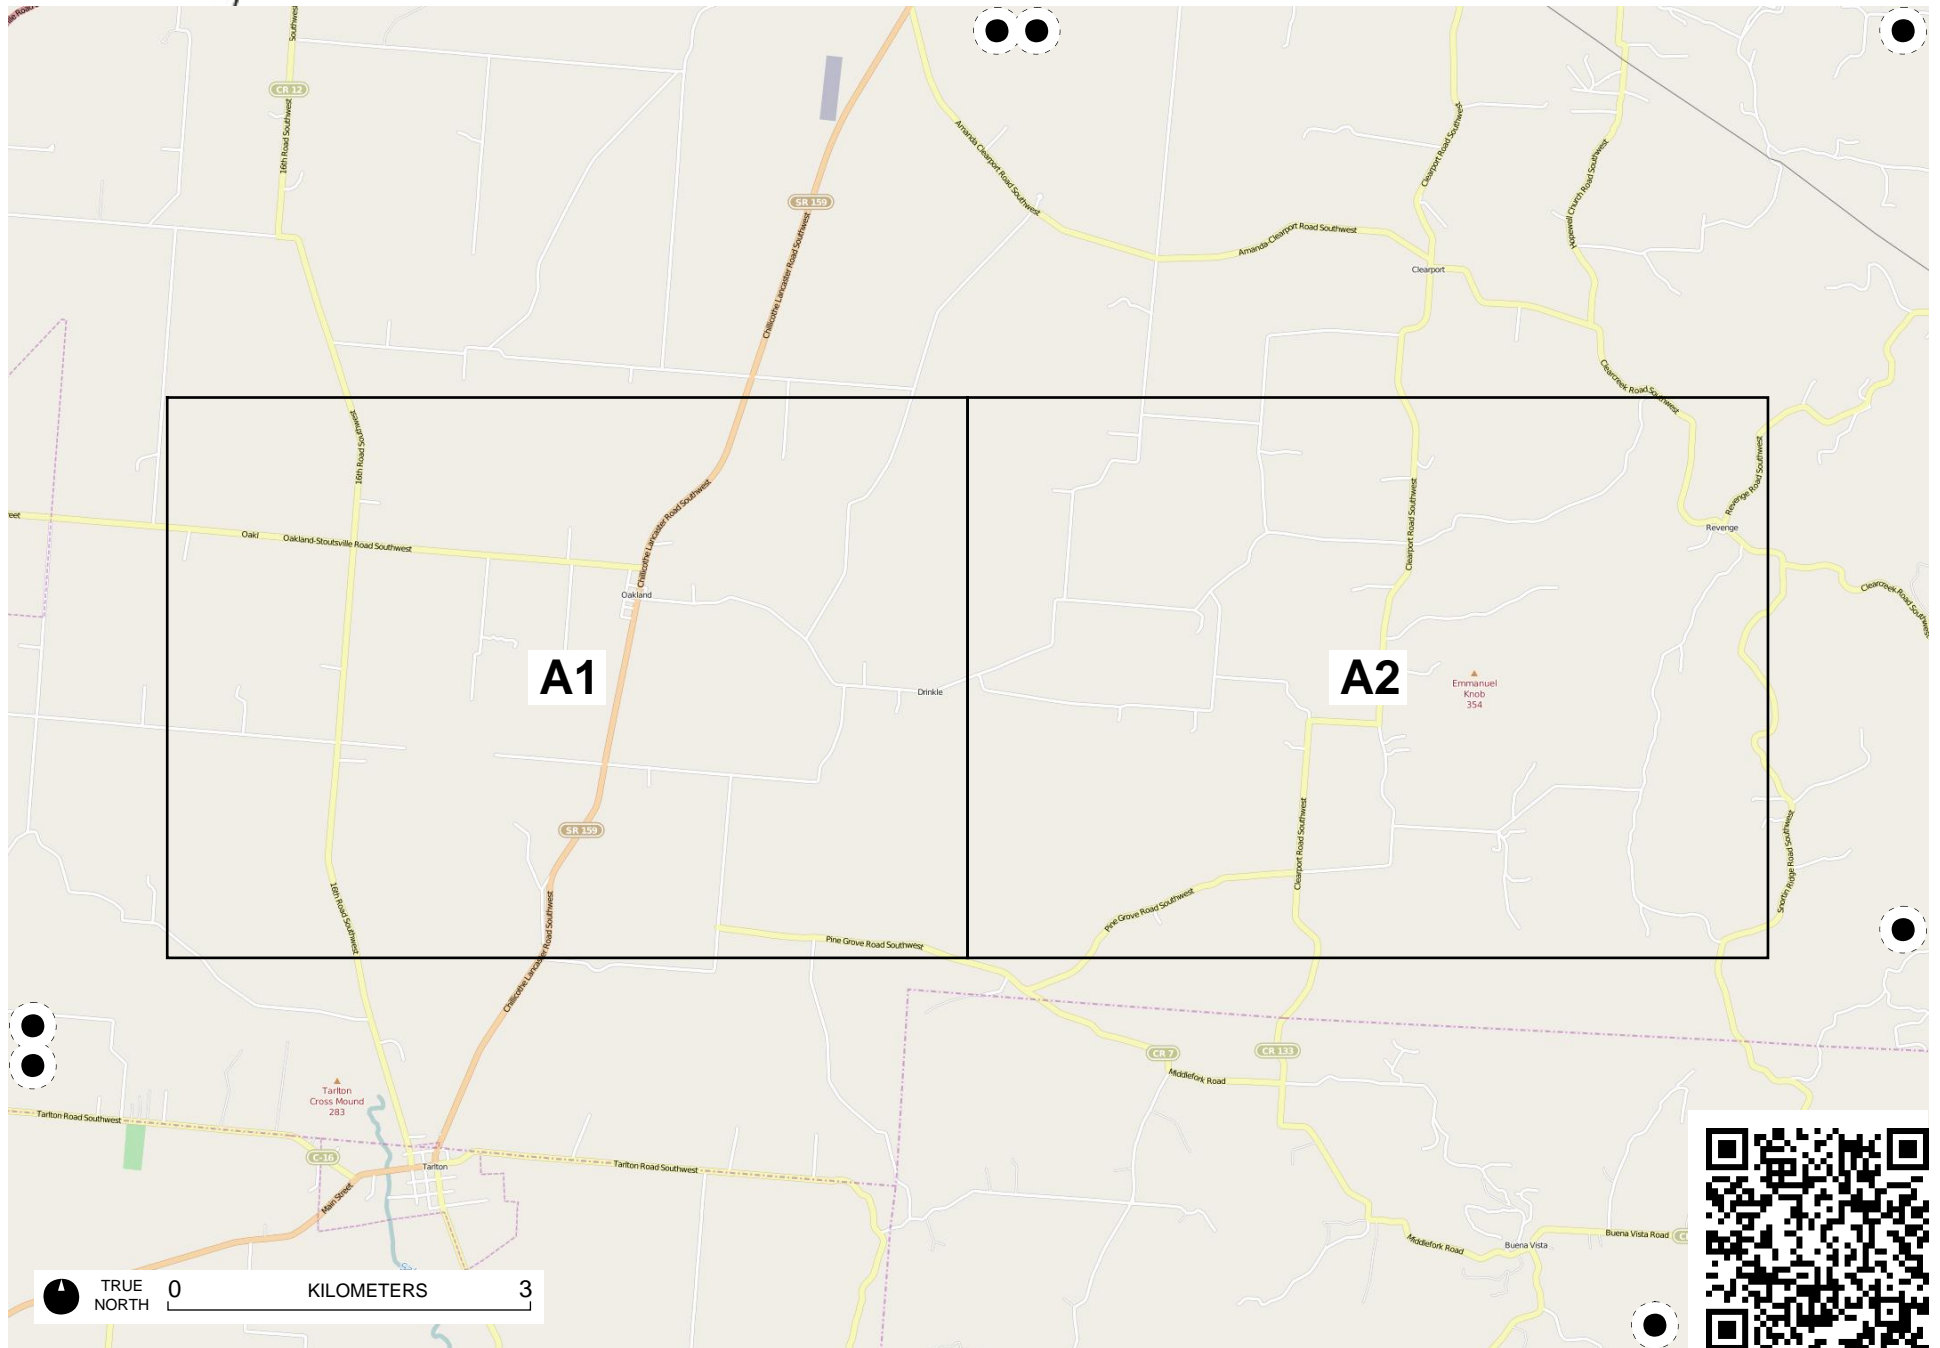 Southwest
CR 12
16th Road Southwest
SR 159
Chillicothe Lancaster Road Southwest
Amanda Clearport Road Southwest
Amanda-Clearport Road Southwest
Clearport Road Southwest
Hopewell Church Road Southwest
Clearport
Clearcreek Road Southwest
16th Road Southwest
Chillicothe Lancaster Road Southwest
Clearport Road Southwest
Revenge Road Southwest
Revenge
reet
Oakl
Oakland-Stoutsville Road Southwest
Oakland
Clearcreek Road Southwest
A1
A2
Drinkle
Emmanuel
Knob
354
SR 159
Clearport Road Southwest
Snortin Ridge Road Southwest
16th Road Southwest
Chillicothe Lancaster Road Southwest
Pine Grove Road Southwest
Pine Grove Road Southwest
CR 7
CR 133
Middlefork Road
Tarlton
Cross Mound
283
Tarlton Road Southwest
C-16
Tarlton
Tarlton Road Southwest
Main Street
Middlefork Road
Buena Vista
Buena Vista Road
TRUE
NORTH
0 KILOMETERS 3